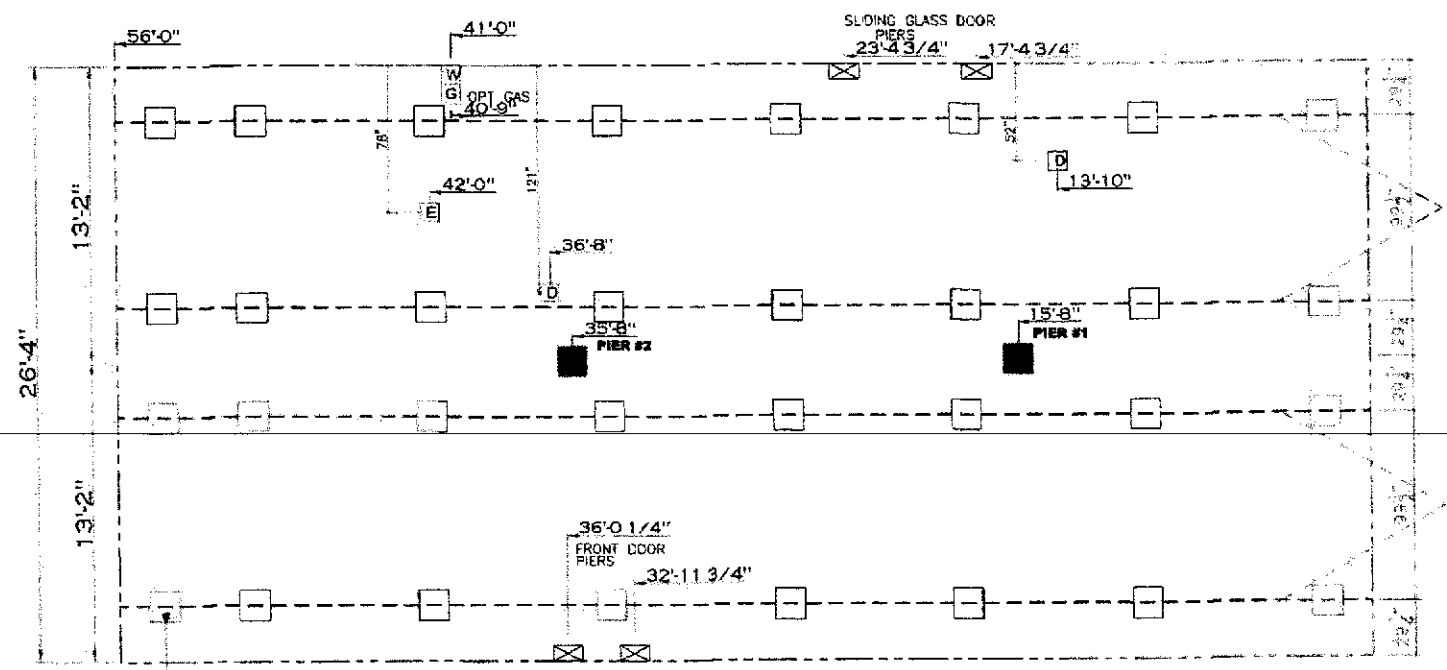 SLIDING GLASS DOOR
PIERS
56'-0"
41'-0"
23'-4 3/4"
17'-4 3/4"
W
G
OPT GAS
40'-9"
78"
52"
D
13'-10"
13'-2"
42'-0"
E
121"
36'-8"
D
35'-8"
PIER #2
15'-8"
PIER #1
26'-4"
13'-2"
36'-0 1/4"
FRONT DOOR
PIERS
32'-11 3/4"